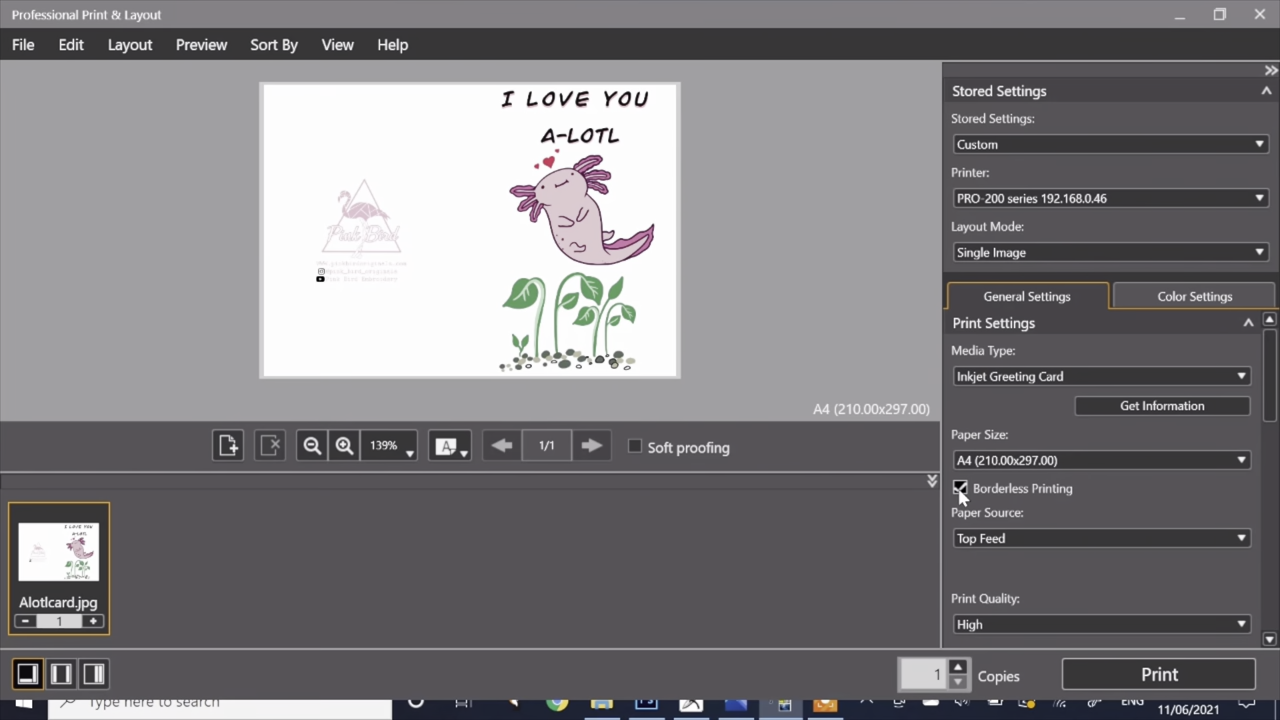 Professional Print & Layout
File Edit Layout Preview Sort By View Help
I LOVE YOU
A-LOTL
Pink Bird
A4 (210.00x297.00)
139% A 1/1 Soft proofing
Alotlcard.jpg
1
Stored Settings
Stored Settings:
Custom
Printer:
PRO-200 series 192.168.0.46
Layout Mode:
Single Image
General Settings Color Settings
Print Settings
Media Type:
Inkjet Greeting Card
Get Information
Paper Size:
A4 (210.00x297.00)
Borderless Printing
Paper Source:
Top Feed
Print Quality:
High
1 Copies Print
Type here to search
ENG
11/06/2021